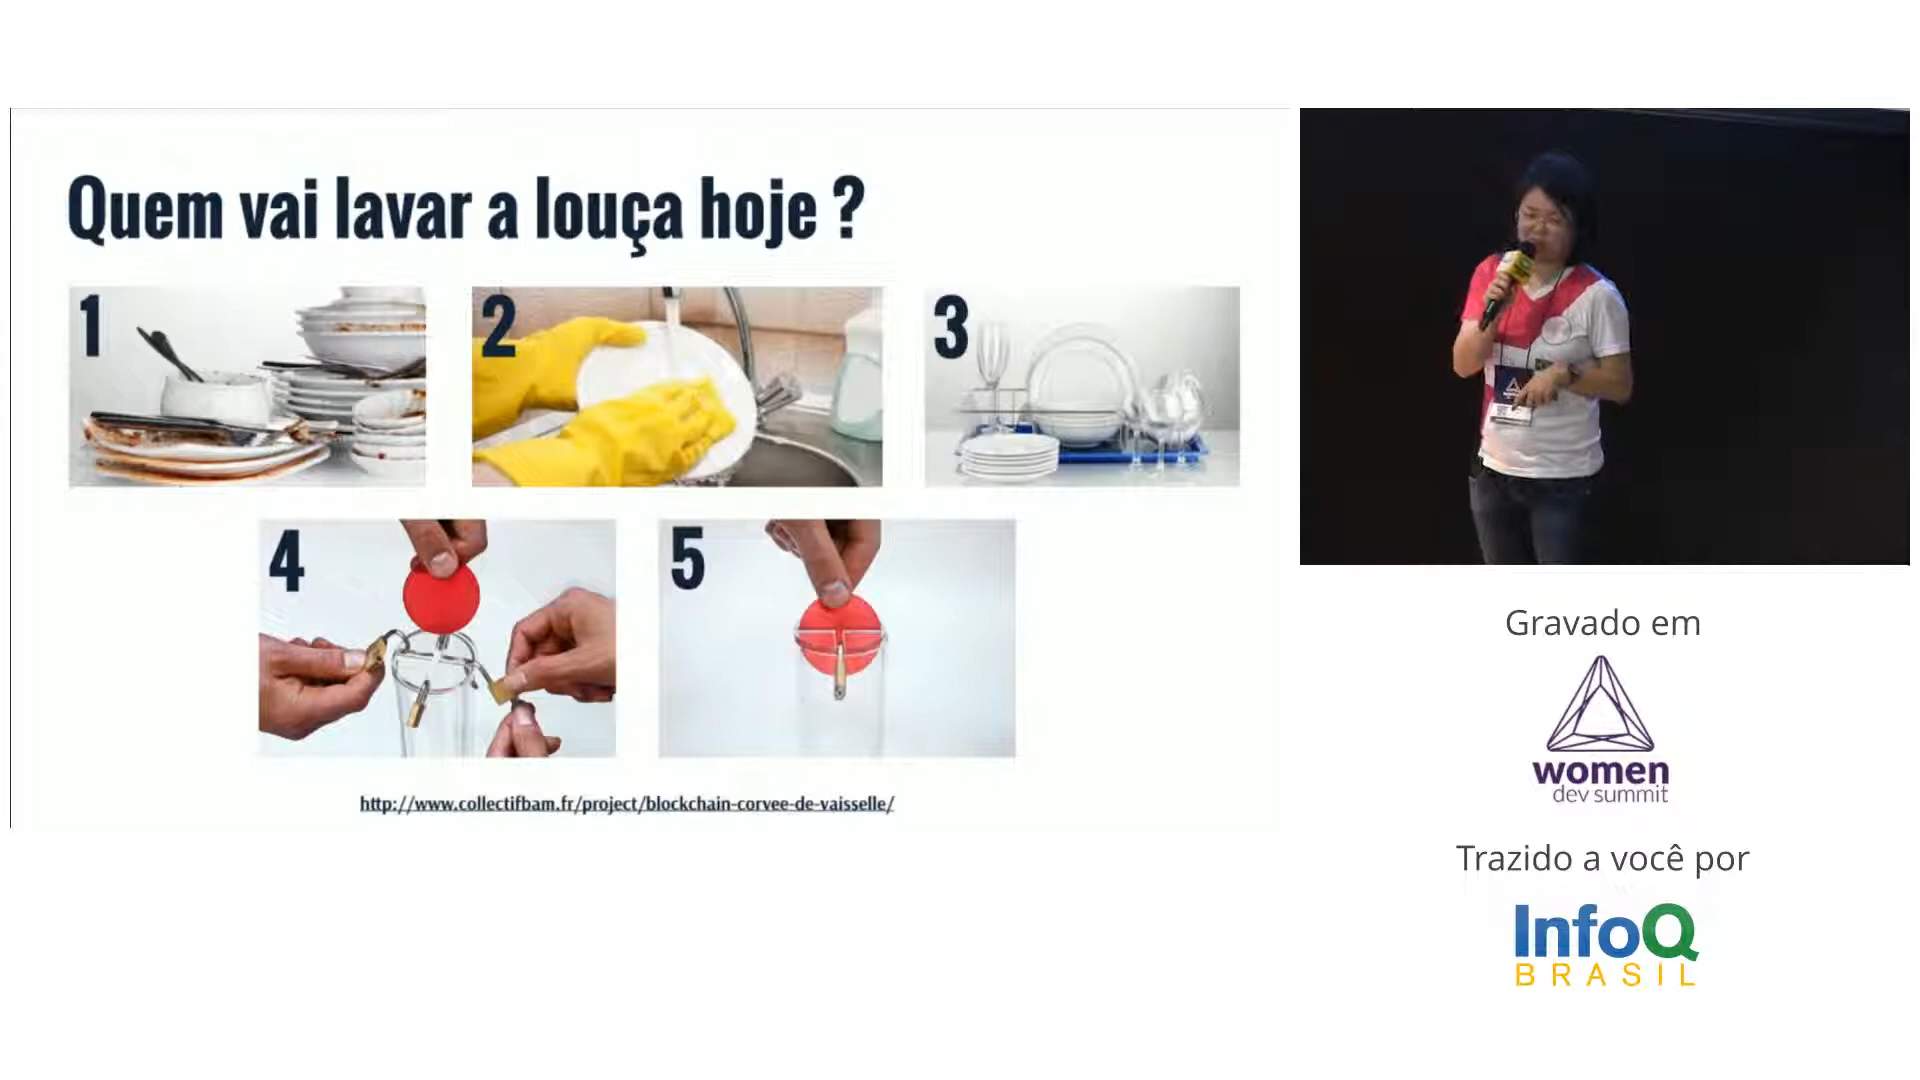 Quem vai lavar a louça hoje ?
1
2
3
4
5
http://www.collectifbam.fr/project/blockchain-corvee-de-vaisselle/
Gravado em
women
dev summit
Trazido a você por
InfoQ
BRASIL